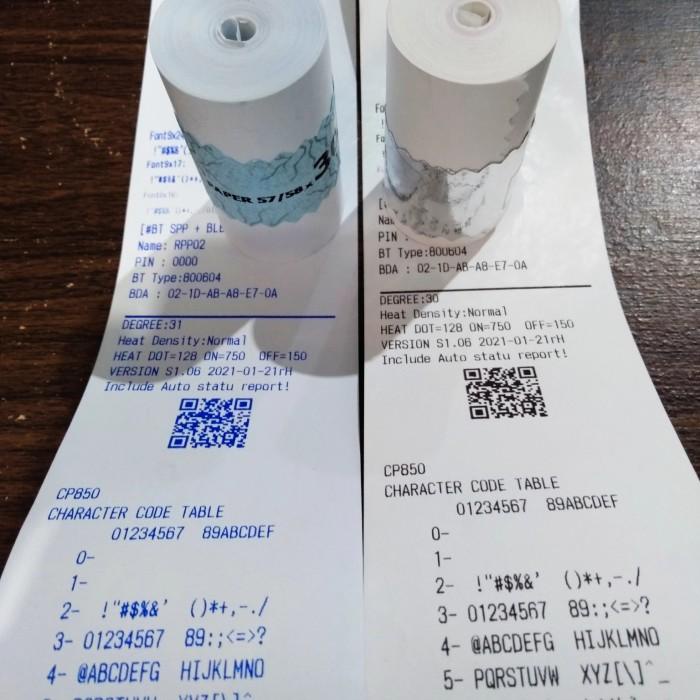 PAPER 57/58 x 30
Font9x24
!"#$%&'(
Font9x17:
!"#$%&'()*+,
Font9x16:
!"#$%&'()*+,
[#BT SPP + BLE
Name: RPP02
PIN : 0000
BT Type:800604
BDA : 02-1D-AB-A8-E7-0A
DEGREE:31
Heat Density:Normal
HEAT DOT=128 ON=750 OFF=150
VERSION S1.06 2021-01-21rH
Include Auto statu report!
CP850
CHARACTER CODE TABLE
01234567 89ABCDEF
0-
1-
2- !"#$%&' ()*+,-./
3- 01234567 89:;<=>?
4- @ABCDEFG HIJKLMNO
PIN :
BT Type:800604
BDA : 02-1D-AB-A8-E7-0A
DEGREE:30
Heat Density:Normal
HEAT DOT=128 ON=750 OFF=150
VERSION S1.06 2021-01-21rH
Include Auto statu report!
CP850
CHARACTER CODE TABLE
01234567 89ABCDEF
0-
1-
2- !"#$%&' ()*+,-./
3- 01234567 89:;<=>?
4- @ABCDEFG HIJKLMNO
5- PQRSTUVW XYZ[\]^_